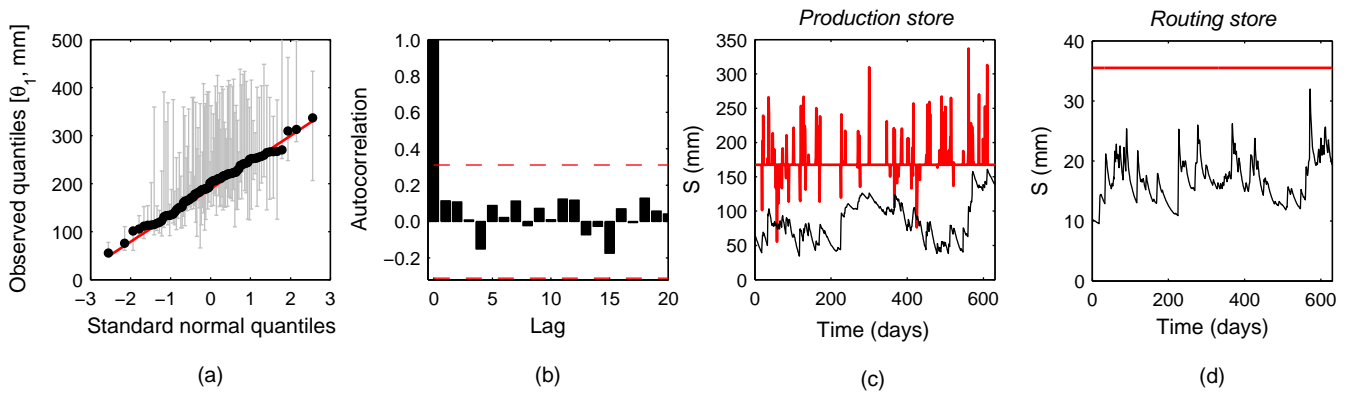 Production store
Routing store
Observed quantiles [θ_1, mm]
500
400
300
200
100
0
−3 −2 −1 0 1 2 3
Standard normal quantiles
(a)
Autocorrelation
1.0
0.8
0.6
0.4
0.2
0.0
−0.2
0 5 10 15 20
Lag
(b)
S (mm)
350
300
250
200
150
100
50
0
0 200 400 600
Time (days)
(c)
S (mm)
40
30
20
10
0
0 200 400 600
Time (days)
(d)